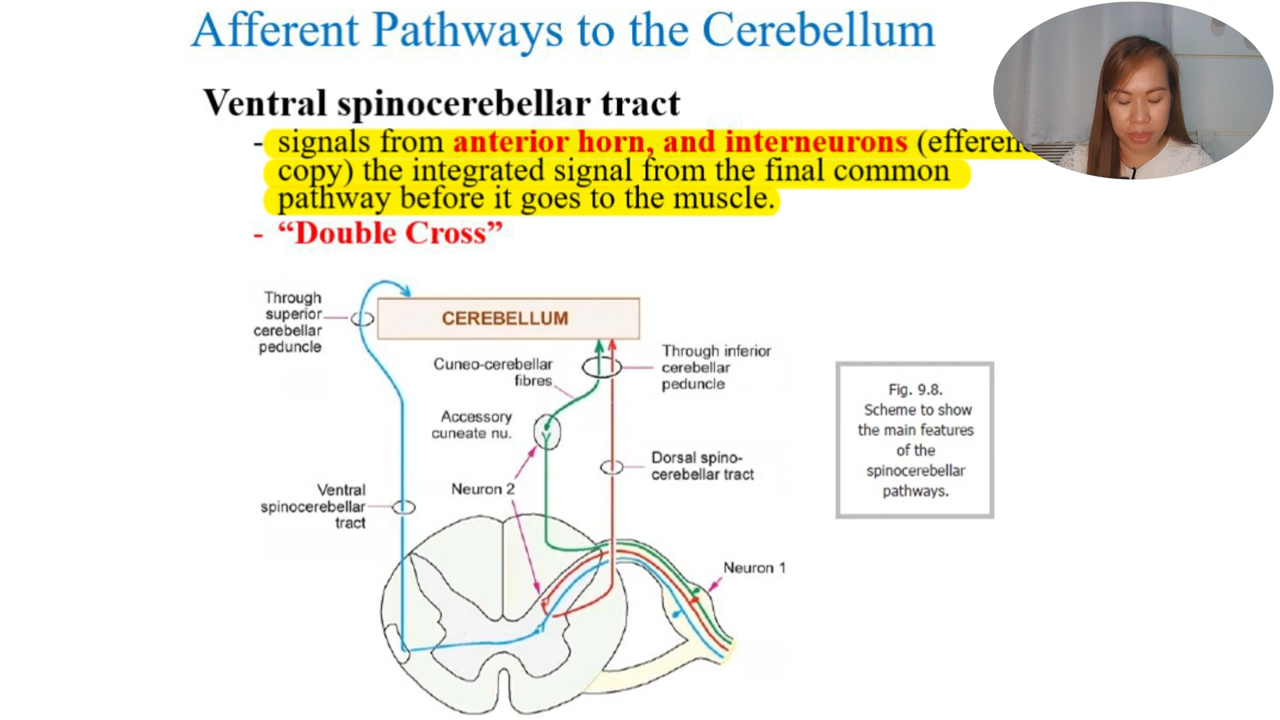 Afferent Pathways to the Cerebellum
Ventral spinocerebellar tract
- signals from anterior horn, and interneurons (efferen
copy) the integrated signal from the final common
pathway before it goes to the muscle.
- “Double Cross”
Through
superior
cerebellar
peduncle
CEREBELLUM
Cuneo-cerebellar
fibres
Through inferior
cerebellar
peduncle
Accessory
cuneate nu.
Dorsal spino-
cerebellar tract
Neuron 2
Ventral
spinocerebellar
tract
Neuron 1
Fig. 9.8.
Scheme to show
the main features
of the
spinocerebellar
pathways.